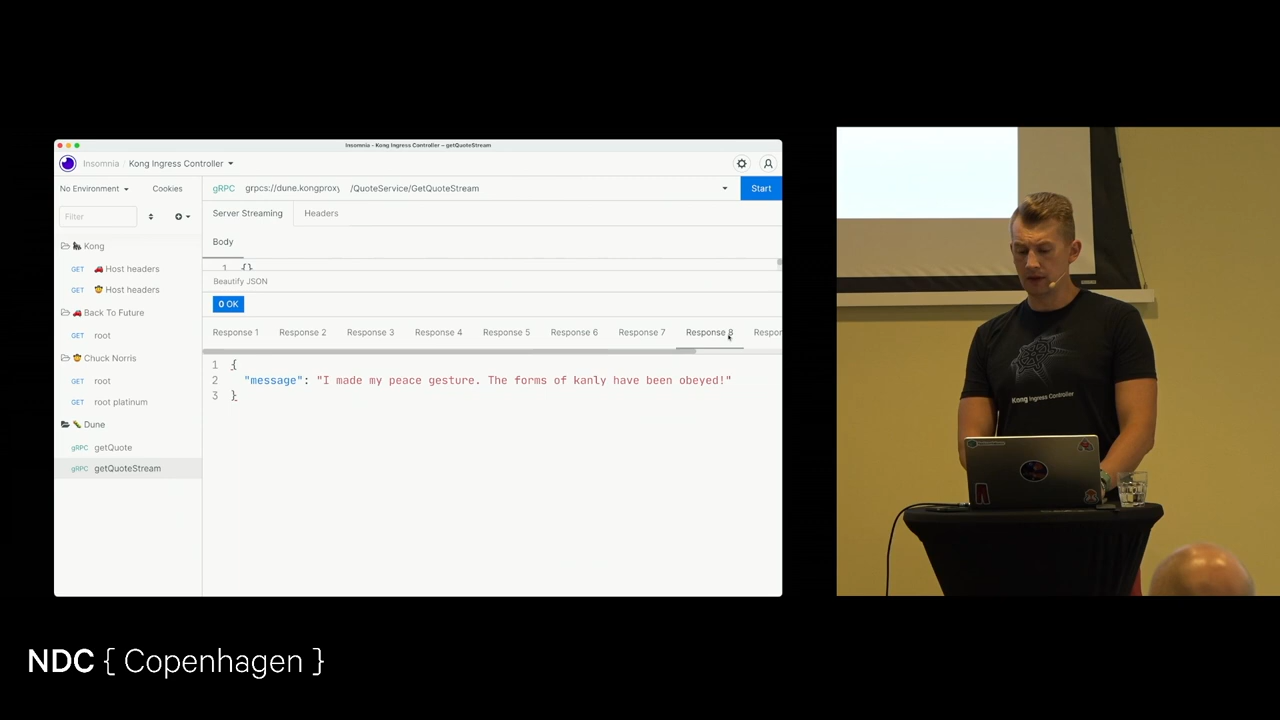 Insomnia - Kong Ingress Controller – getQuoteStream
Insomnia / Kong Ingress Controller
No Environment
Cookies
gRPC
grpcs://dune.kongproxy
/QuoteService/GetQuoteStream
Start
Filter
Server Streaming
Headers
Body
1 {}
Beautify JSON
0 OK
Kong
GET Host headers
GET Host headers
Back To Future
GET root
Chuck Norris
GET root
GET root platinum
Dune
gRPC getQuote
gRPC getQuoteStream
Response 1
Response 2
Response 3
Response 4
Response 5
Response 6
Response 7
Response 8
Respon
1 {
2 "message": "I made my peace gesture. The forms of kanly have been obeyed!"
3 }
Kong Ingress Controller
NDC { Copenhagen }